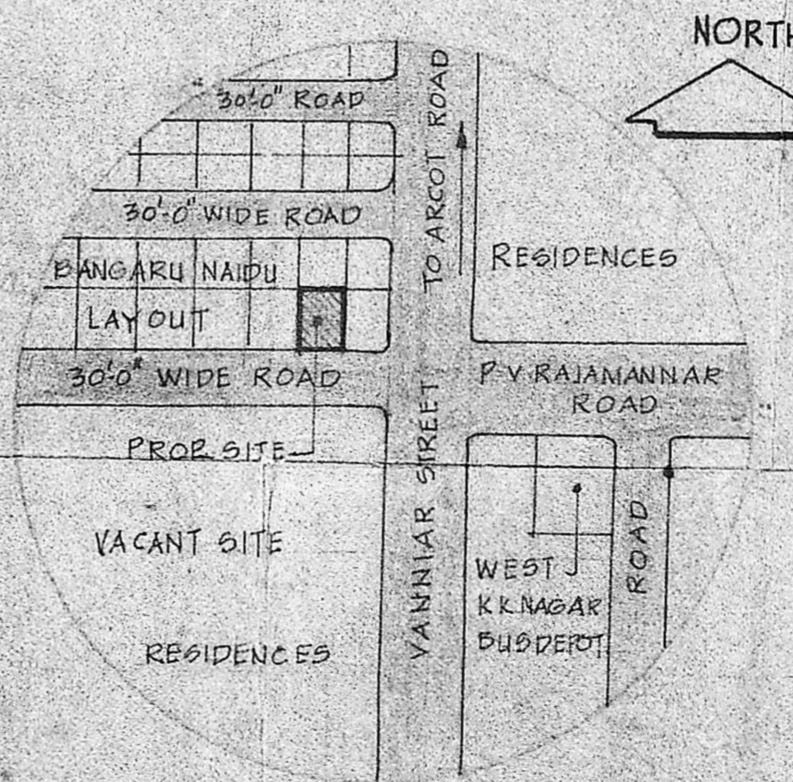 NORTH
30'-0" ROAD
TO ARCOT ROAD
30'-0" WIDE ROAD
BANGARU NAIDU
LAYOUT
RESIDENCES
30'-0" WIDE ROAD
P V RAJAMANNAR
ROAD
PROP. SITE
VANNIAR STREET
VACANT SITE
WEST
K K NAGAR
BUS DEPOT
ROAD
RESIDENCES